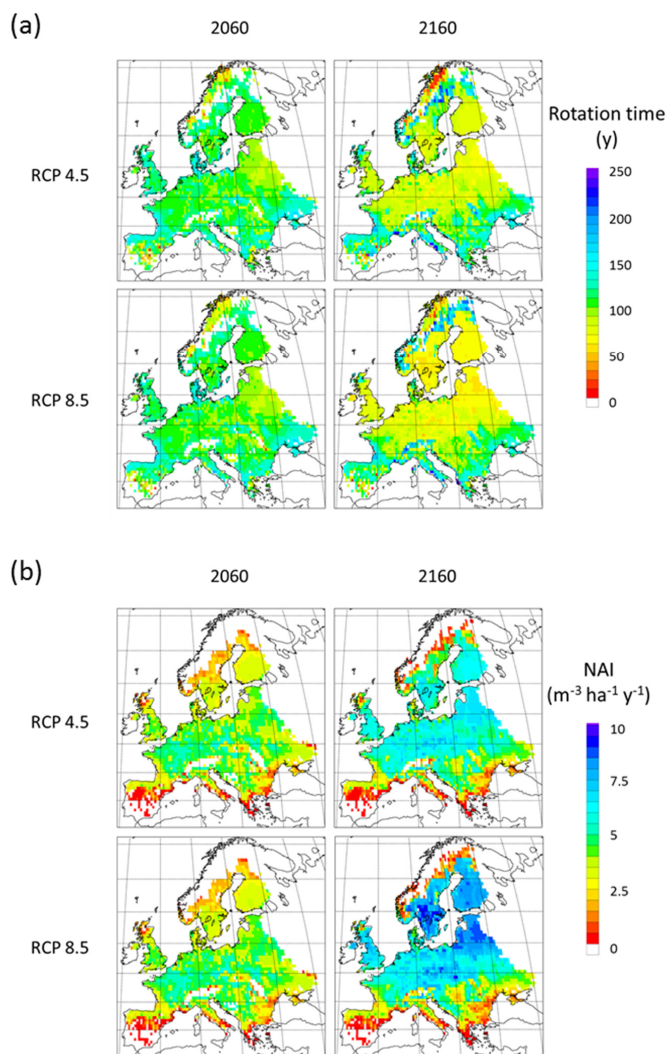 (a)
2060 2160
RCP 4.5
RCP 8.5
Rotation time
(y)
250
200
150
100
50
0
(b)
2060 2160
RCP 4.5
RCP 8.5
NAI
(m⁻³ ha⁻¹ y⁻¹)
10
7.5
5
2.5
0